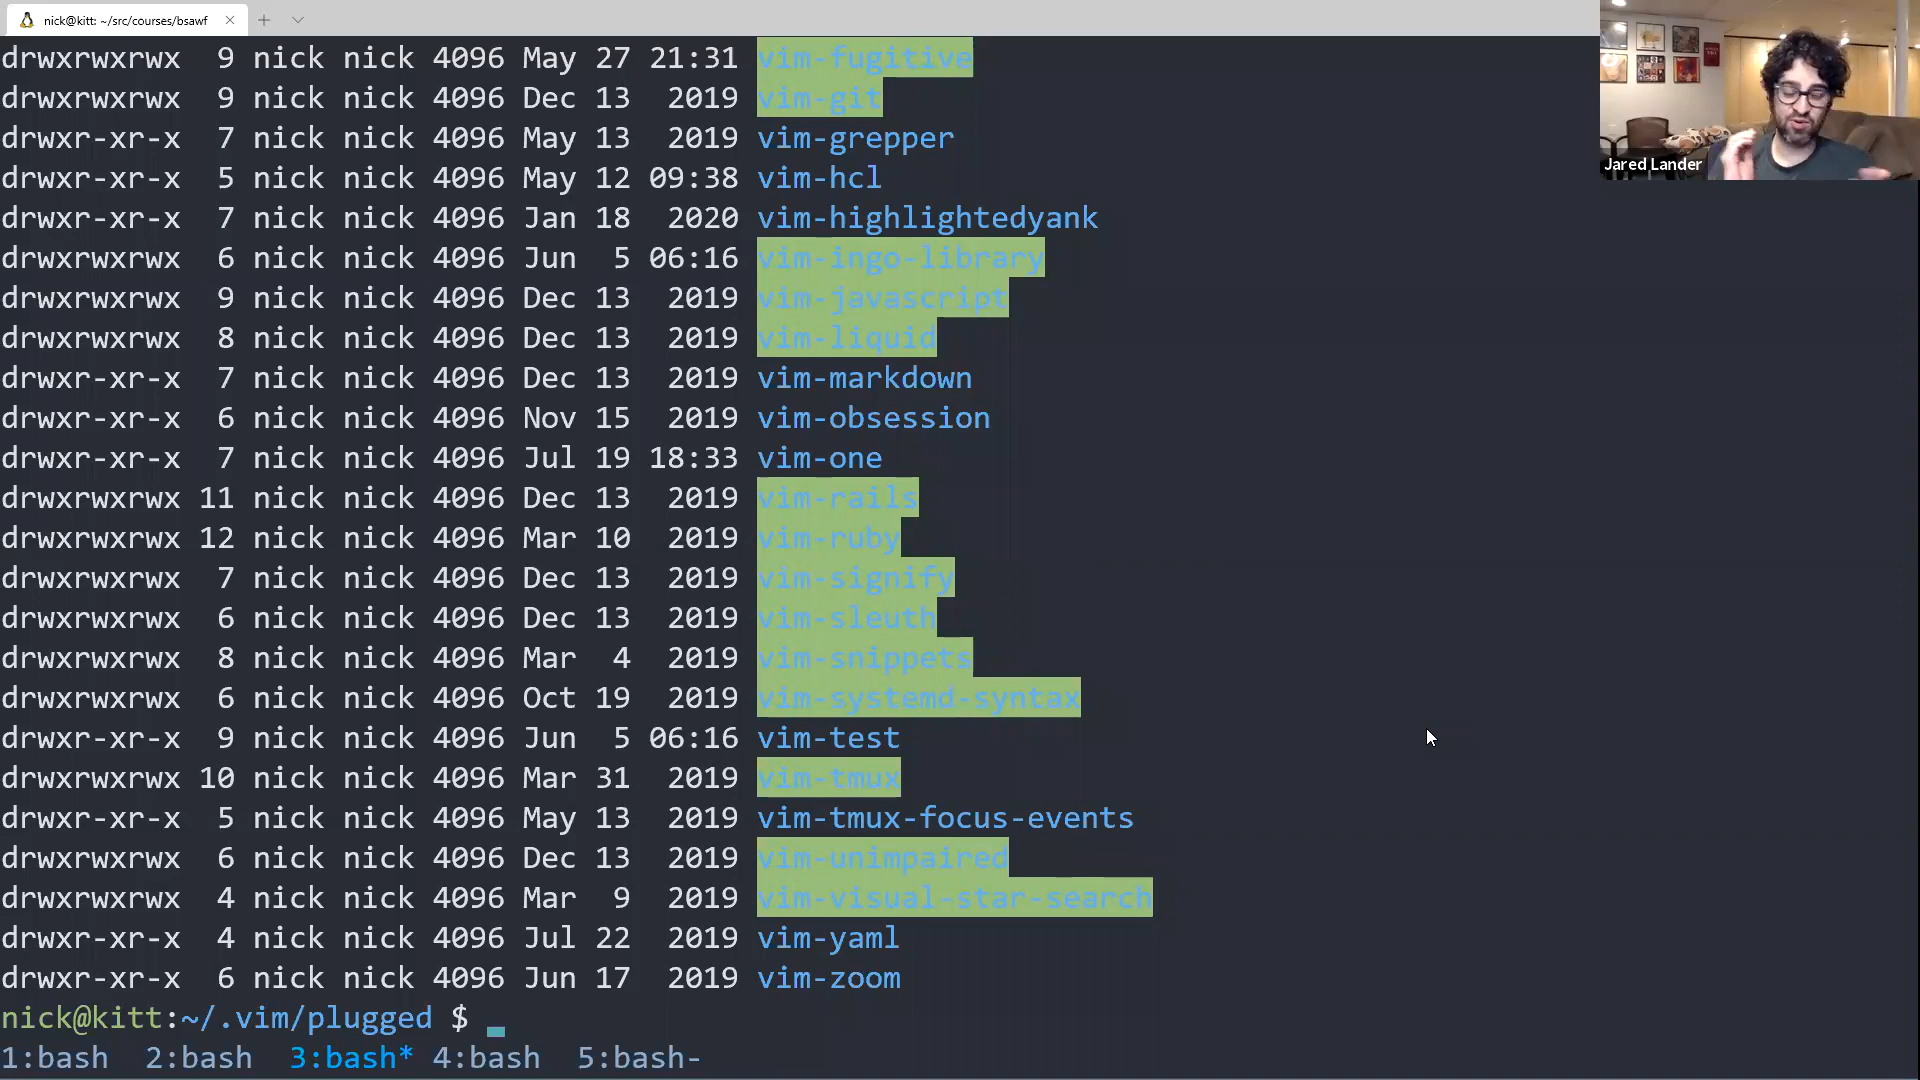 nick@kitt: ~/src/courses/bsawf
drwxrwxrwx  9 nick nick 4096 May 27 21:31 vim-fugitive
drwxrwxrwx  9 nick nick 4096 Dec 13  2019 vim-git
drwxr-xr-x  7 nick nick 4096 May 13  2019 vim-grepper
drwxr-xr-x  5 nick nick 4096 May 12 09:38 vim-hcl
drwxr-xr-x  7 nick nick 4096 Jan 18  2020 vim-highlightedyank
drwxrwxrwx  6 nick nick 4096 Jun  5 06:16 vim-ingo-library
drwxrwxrwx  9 nick nick 4096 Dec 13  2019 vim-javascript
drwxrwxrwx  8 nick nick 4096 Dec 13  2019 vim-liquid
drwxr-xr-x  7 nick nick 4096 Dec 13  2019 vim-markdown
drwxr-xr-x  6 nick nick 4096 Nov 15  2019 vim-obsession
drwxr-xr-x  7 nick nick 4096 Jul 19 18:33 vim-one
drwxrwxrwx 11 nick nick 4096 Dec 13  2019 vim-rails
drwxrwxrwx 12 nick nick 4096 Mar 10  2019 vim-ruby
drwxrwxrwx  7 nick nick 4096 Dec 13  2019 vim-signify
drwxrwxrwx  6 nick nick 4096 Dec 13  2019 vim-sleuth
drwxrwxrwx  8 nick nick 4096 Mar  4  2019 vim-snippets
drwxrwxrwx  6 nick nick 4096 Oct 19  2019 vim-systemd-syntax
drwxr-xr-x  9 nick nick 4096 Jun  5 06:16 vim-test
drwxrwxrwx 10 nick nick 4096 Mar 31  2019 vim-tmux
drwxr-xr-x  5 nick nick 4096 May 13  2019 vim-tmux-focus-events
drwxrwxrwx  6 nick nick 4096 Dec 13  2019 vim-unimpaired
drwxrwxrwx  4 nick nick 4096 Mar  9  2019 vim-visual-star-search
drwxr-xr-x  4 nick nick 4096 Jul 22  2019 vim-yaml
drwxr-xr-x  6 nick nick 4096 Jun 17  2019 vim-zoom
nick@kitt:~/.vim/plugged $
1:bash  2:bash  3:bash* 4:bash  5:bash-
Jared Lander